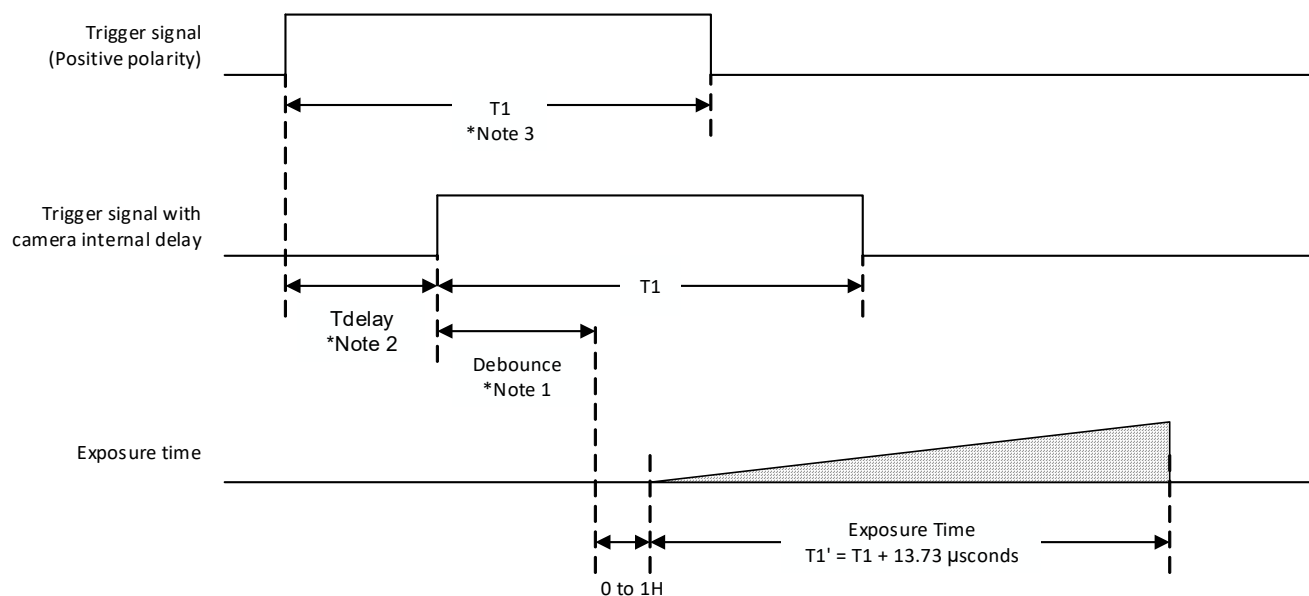 Trigger signal
(Positive polarity)
T1
*Note 3
Trigger signal with
camera internal delay
T1
Tdelay
*Note 2
Debounce
*Note 1
Exposure time
Exposure Time
T1' = T1 + 13.73 μsconds
0 to 1H